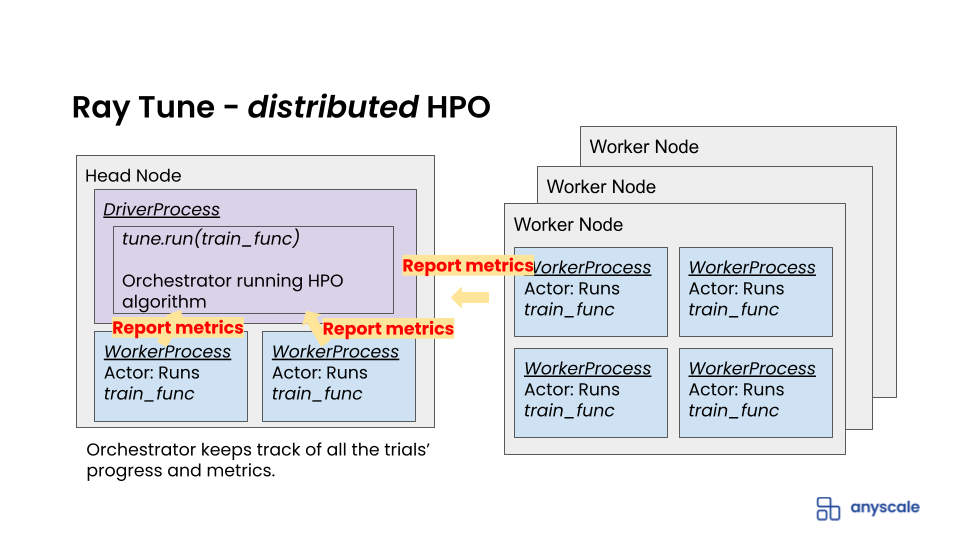 Ray Tune - distributed HPO
Head Node
DriverProcess
tune.run(train_func)
Orchestrator running HPO
algorithm
Report metrics
Report metrics
WorkerProcess
Actor: Runs
train_func
WorkerProcess
Actor: Runs
train_func
Orchestrator keeps track of all the trials’
progress and metrics.
Report metrics
Worker Node
Worker Node
Worker Node
WorkerProcess
Actor: Runs
train_func
WorkerProcess
Actor: Runs
train_func
WorkerProcess
Actor: Runs
train_func
WorkerProcess
Actor: Runs
train_func
anyscale